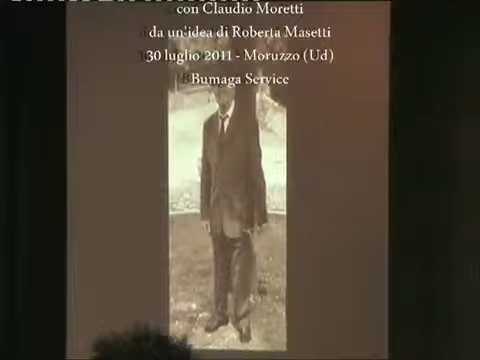 con Claudio Moretti
da un'idea di Roberta Masetti
30 luglio 2011 - Moruzzo (Ud)
Bumaga Service